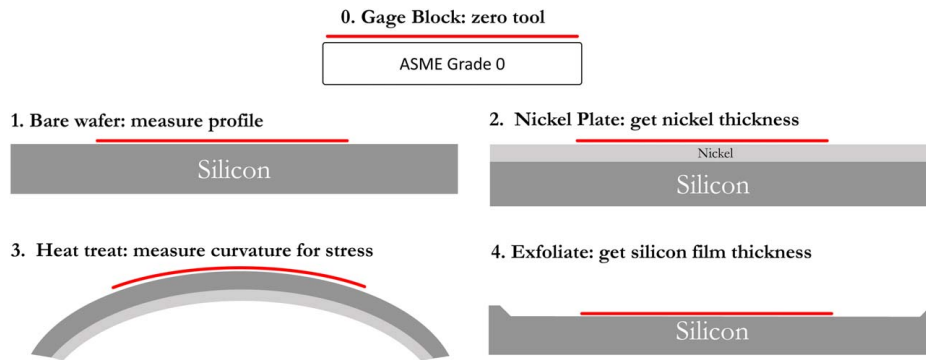 0. Gage Block: zero tool
ASME Grade 0
1. Bare wafer: measure profile
Silicon
2. Nickel Plate: get nickel thickness
Nickel
Silicon
3. Heat treat: measure curvature for stress
4. Exfoliate: get silicon film thickness
Silicon